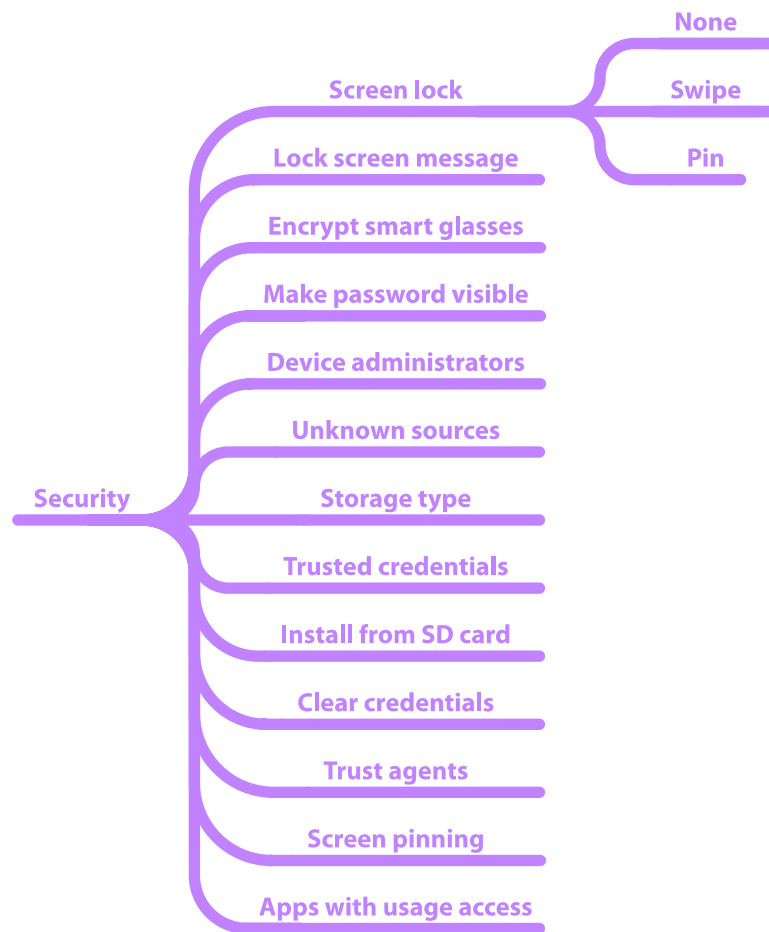 Security
Screen lock
None
Swipe
Pin
Lock screen message
Encrypt smart glasses
Make password visible
Device administrators
Unknown sources
Storage type
Trusted credentials
Install from SD card
Clear credentials
Trust agents
Screen pinning
Apps with usage access